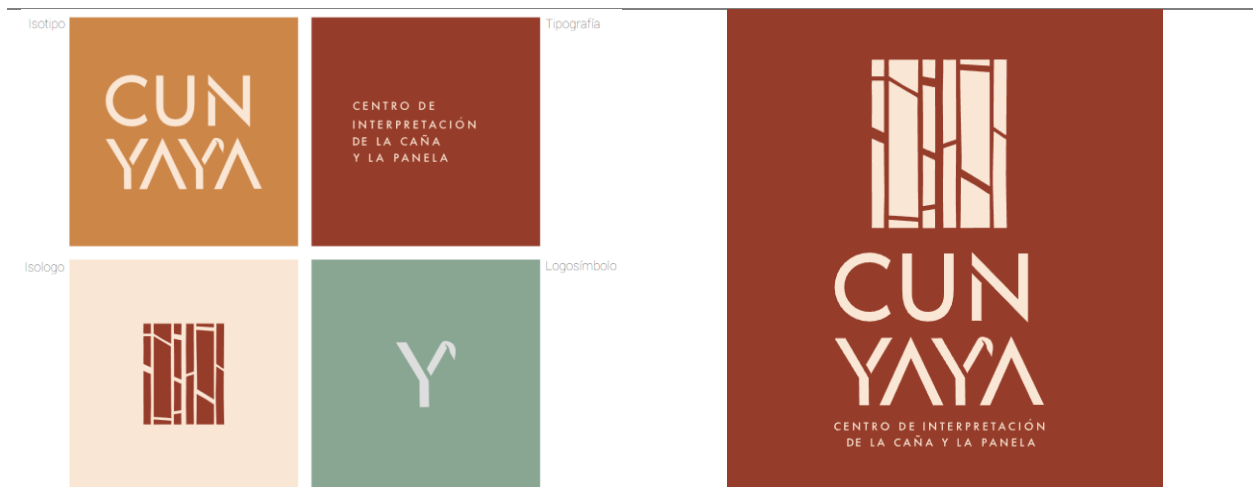 Isotipo
CUN
YAYA
CENTRO DE
INTERPRETACIÓN
DE LA CAÑA
Y LA PANELA
Tipografía
Isologo
Y
Logosímbolo
CUN
YAYA
CENTRO DE INTERPRETACIÓN
DE LA CAÑA Y LA PANELA